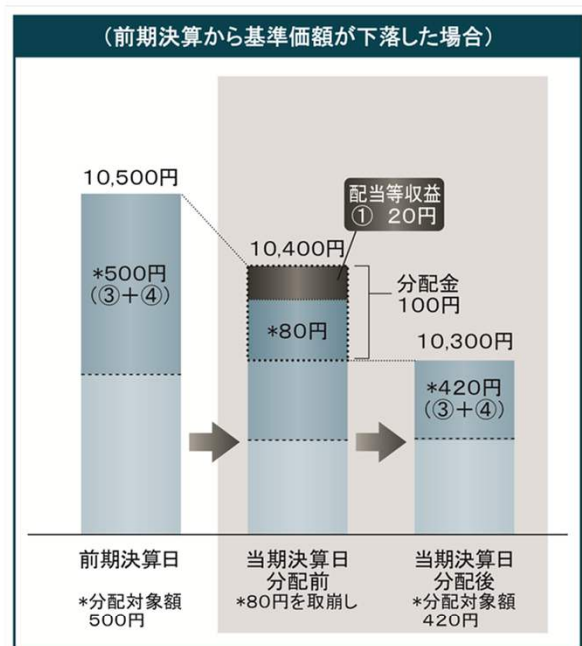 (前期決算から基準価額が下落した場合)
10,500円
*500円
(③+④)
配当等収益
① 20円
10,400円
*80円
分配金
100円
10,300円
*420円
(③+④)
前期決算日
*分配対象額
500円
当期決算日
分配前
*80円を取崩し
当期決算日
分配後
*分配対象額
420円